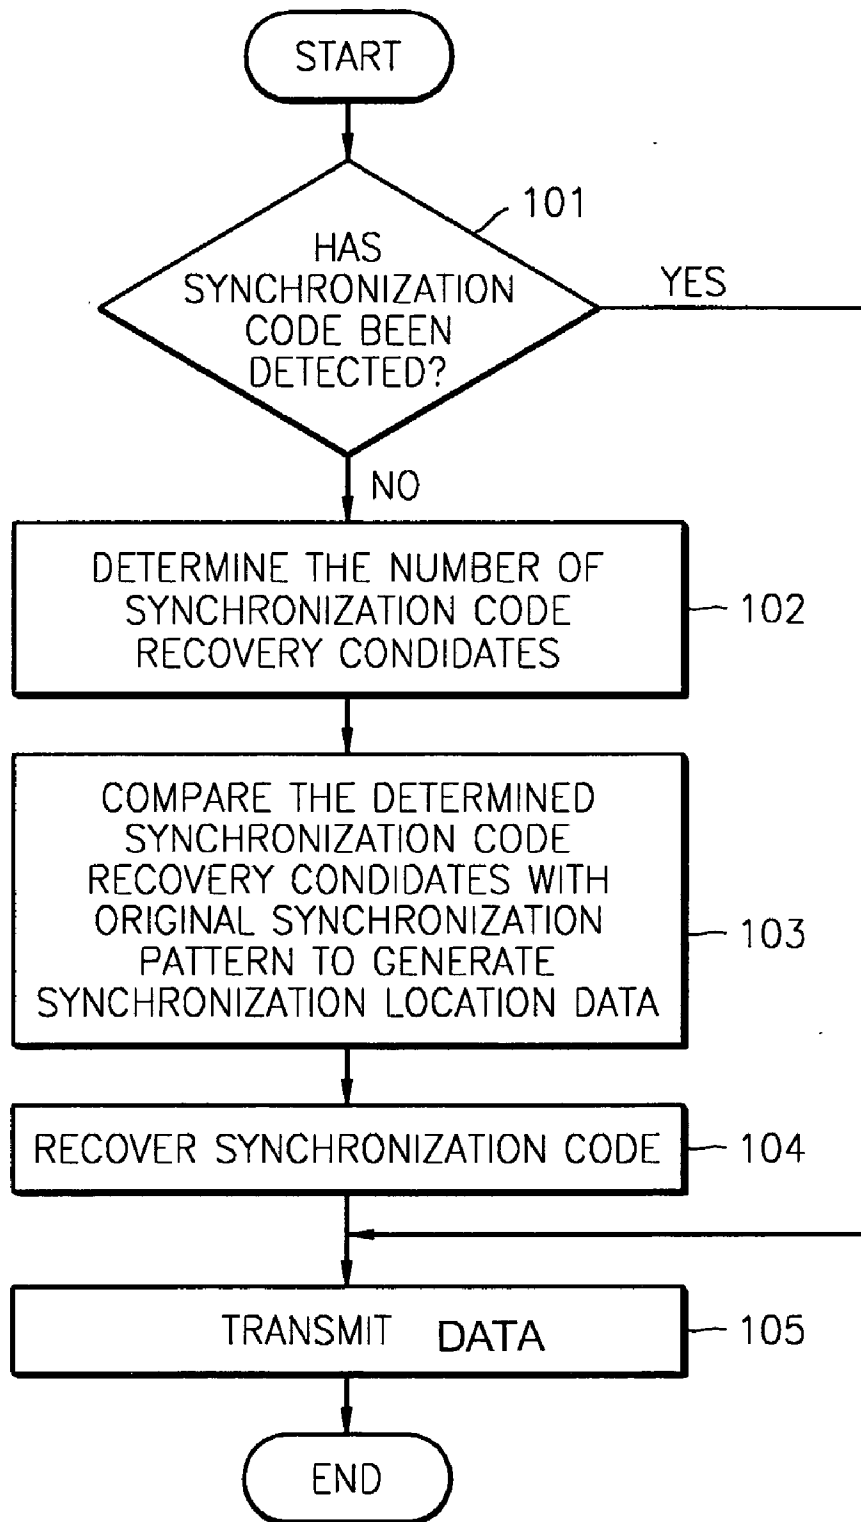 START
101
HAS
SYNCHRONIZATION
CODE BEEN
DETECTED?
YES
NO
DETERMINE THE NUMBER OF
SYNCHRONIZATION CODE
RECOVERY CONDIDATES
102
COMPARE THE DETERMINED
SYNCHRONIZATION CODE
RECOVERY CONDIDATES WITH
ORIGINAL SYNCHRONIZATION
PATTERN TO GENERATE
SYNCHRONIZATION LOCATION DATA
103
RECOVER SYNCHRONIZATION CODE
104
TRANSMIT DATA
105
END